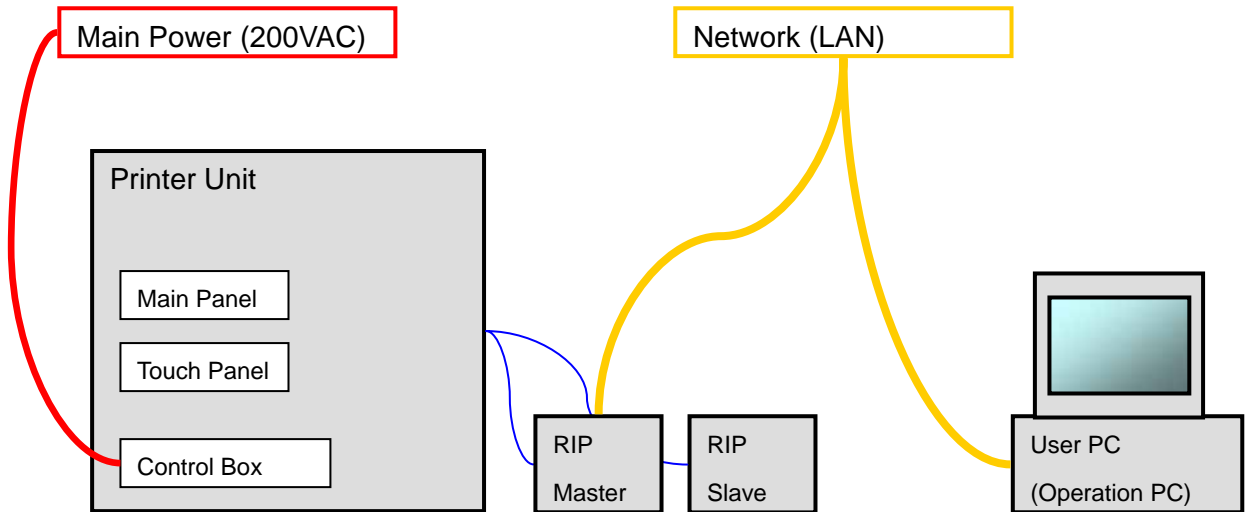 Main Power (200VAC)
Network (LAN)
Printer Unit
Main Panel
Touch Panel
Control Box
RIP
Master
RIP
Slave
User PC
(Operation PC)